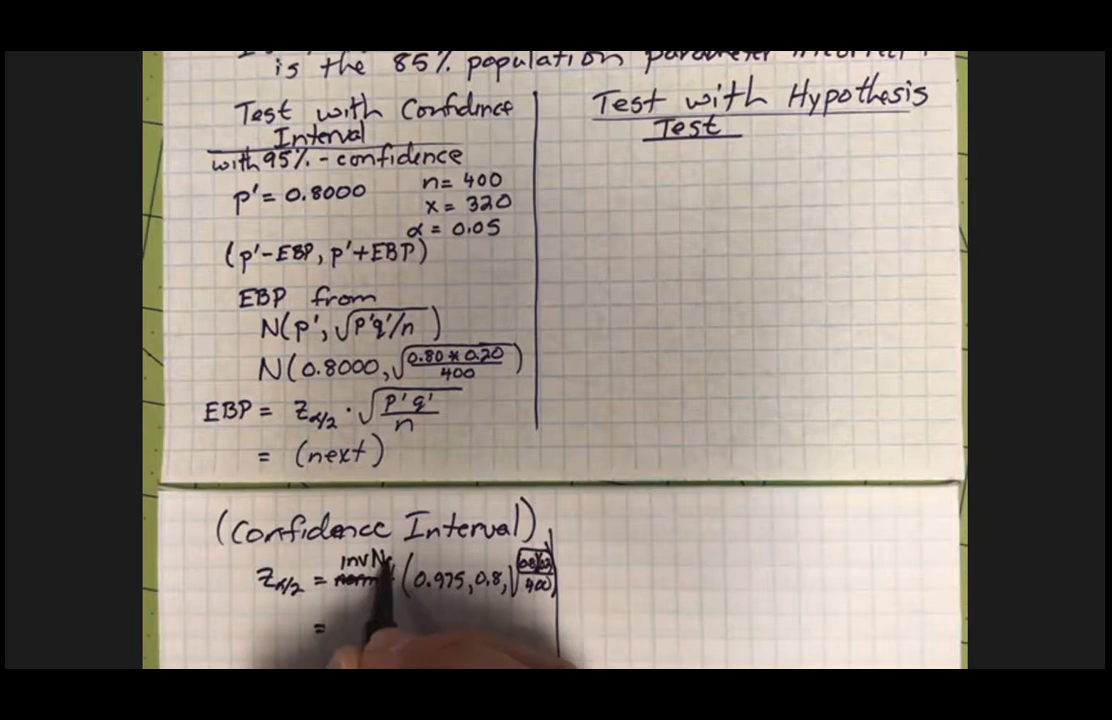 is the 85% population parameter incorrect?
Test with Confidence
Interval
with 95% - confidence
p' = 0.8000
n = 400
x = 320
α = 0.05
(p'-EBP, p'+EBP)
EBP from
N(p', √p'q'/n )
N(0.8000, √0.80 * 0.20/400 )
EBP = Zα/2 · √p'q'/n
= (next)
Test with Hypothesis
Test
(Confidence Interval)
Zα/2 = invN (0.975, 0.8, √(0.8)(0.2)/400)
=